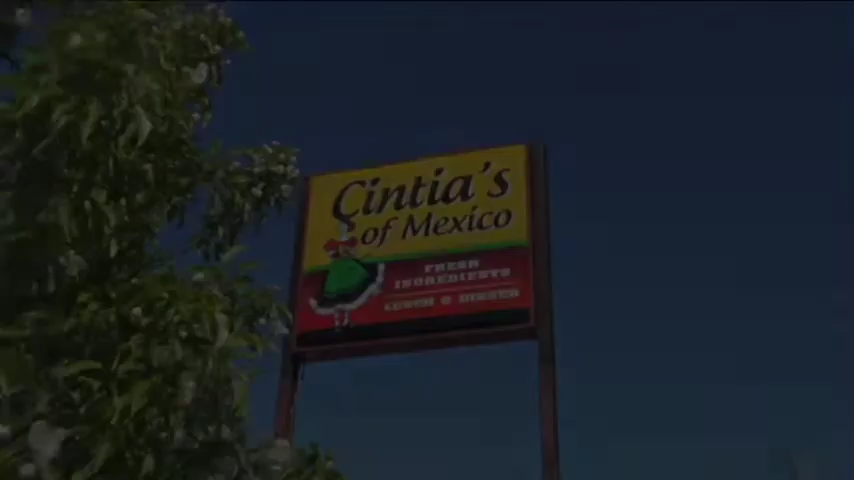 Cintia's
of Mexico
FRESH
INGREDIENTS
LUNCH & DINNER